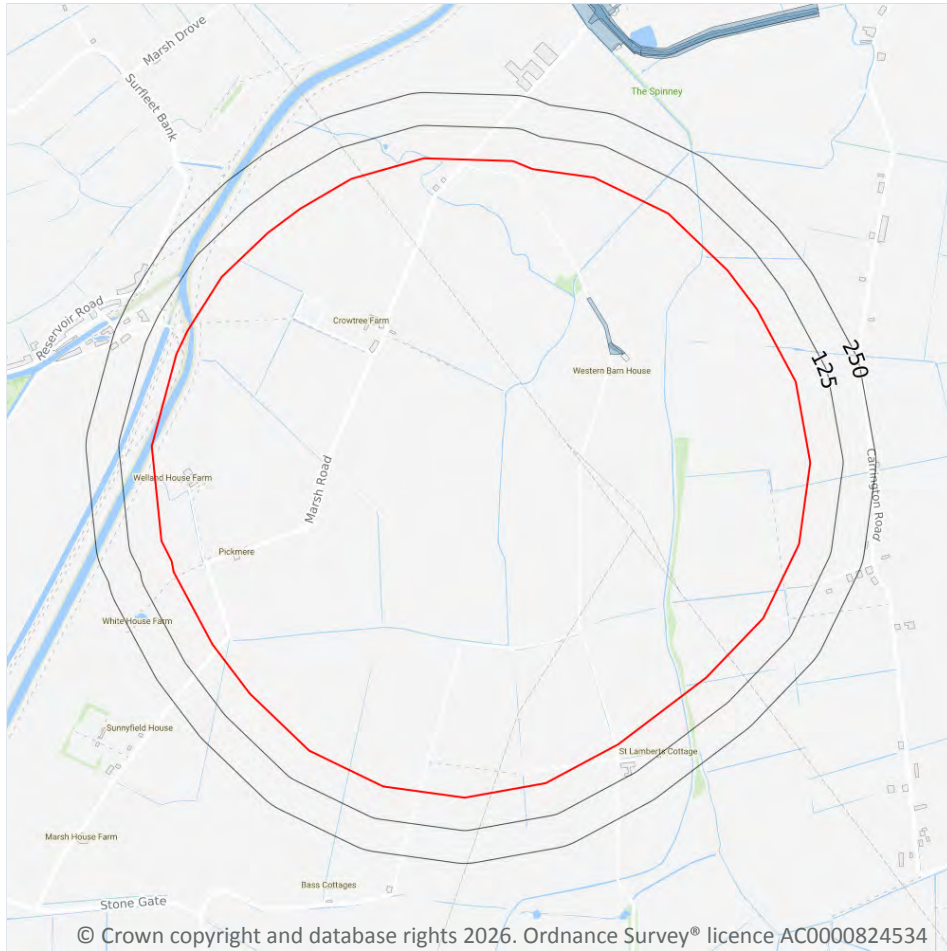 Marsh Drove
Surfleet Bank
The Spinney
Reservoir Road
Crowtree Farm
Western Barn House
125
250
Carrington Road
Welland House Farm
Marsh Road
Pickmere
White House Farm
Sunnyfield House
St Lamberts Cottage
Marsh House Farm
Bass Cottages
Stone Gate
© Crown copyright and database rights 2026. Ordnance Survey® licence AC0000824534